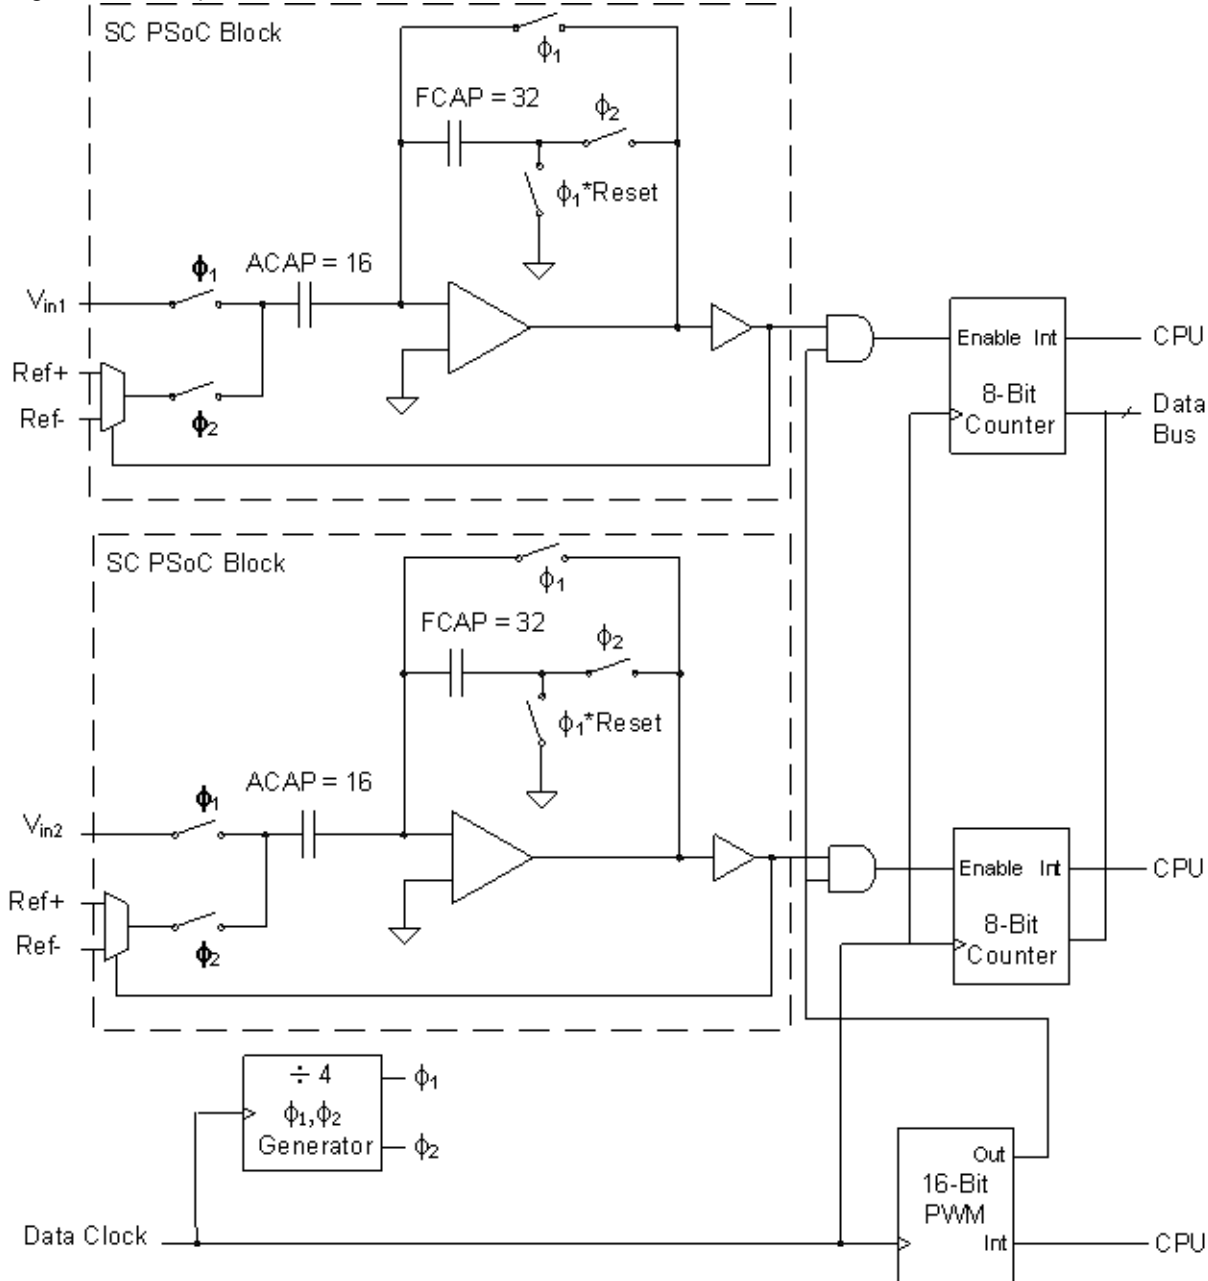 SC PSoC Block
ϕ1
FCAP = 32
ϕ2
ϕ1*Reset
ϕ1
ACAP = 16
Vin1
Ref+
Ref-
ϕ2
Enable Int
8-Bit
Counter
CPU
Data
Bus
SC PSoC Block
ϕ1
FCAP = 32
ϕ2
ϕ1*Reset
ϕ1
ACAP = 16
Vin2
Ref+
Ref-
ϕ2
Enable Int
8-Bit
Counter
CPU
÷ 4
ϕ1,ϕ2
Generator
ϕ1
ϕ2
Data Clock
Out
16-Bit
PWM
Int
CPU